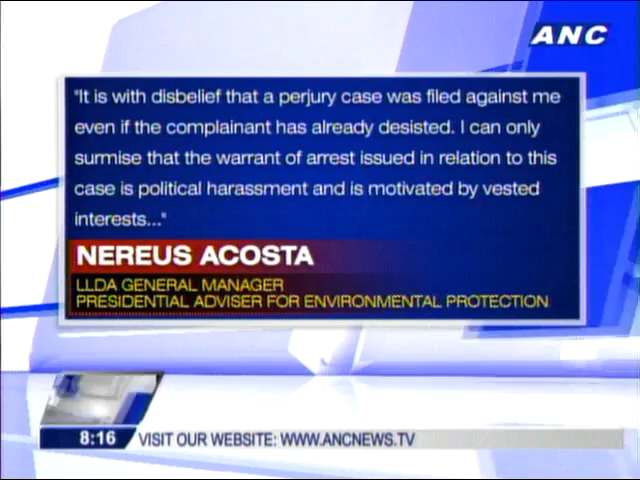 ANC
"It is with disbelief that a perjury case was filed against me
even if the complainant has already desisted. I can only
surmise that the warrant of arrest issued in relation to this
case is political harassment and is motivated by vested
interests..."
NEREUS ACOSTA
LLDA GENERAL MANAGER
PRESIDENTIAL ADVISER FOR ENVIRONMENTAL PROTECTION
8:16 VISIT OUR WEBSITE: WWW.ANCNEWS.TV